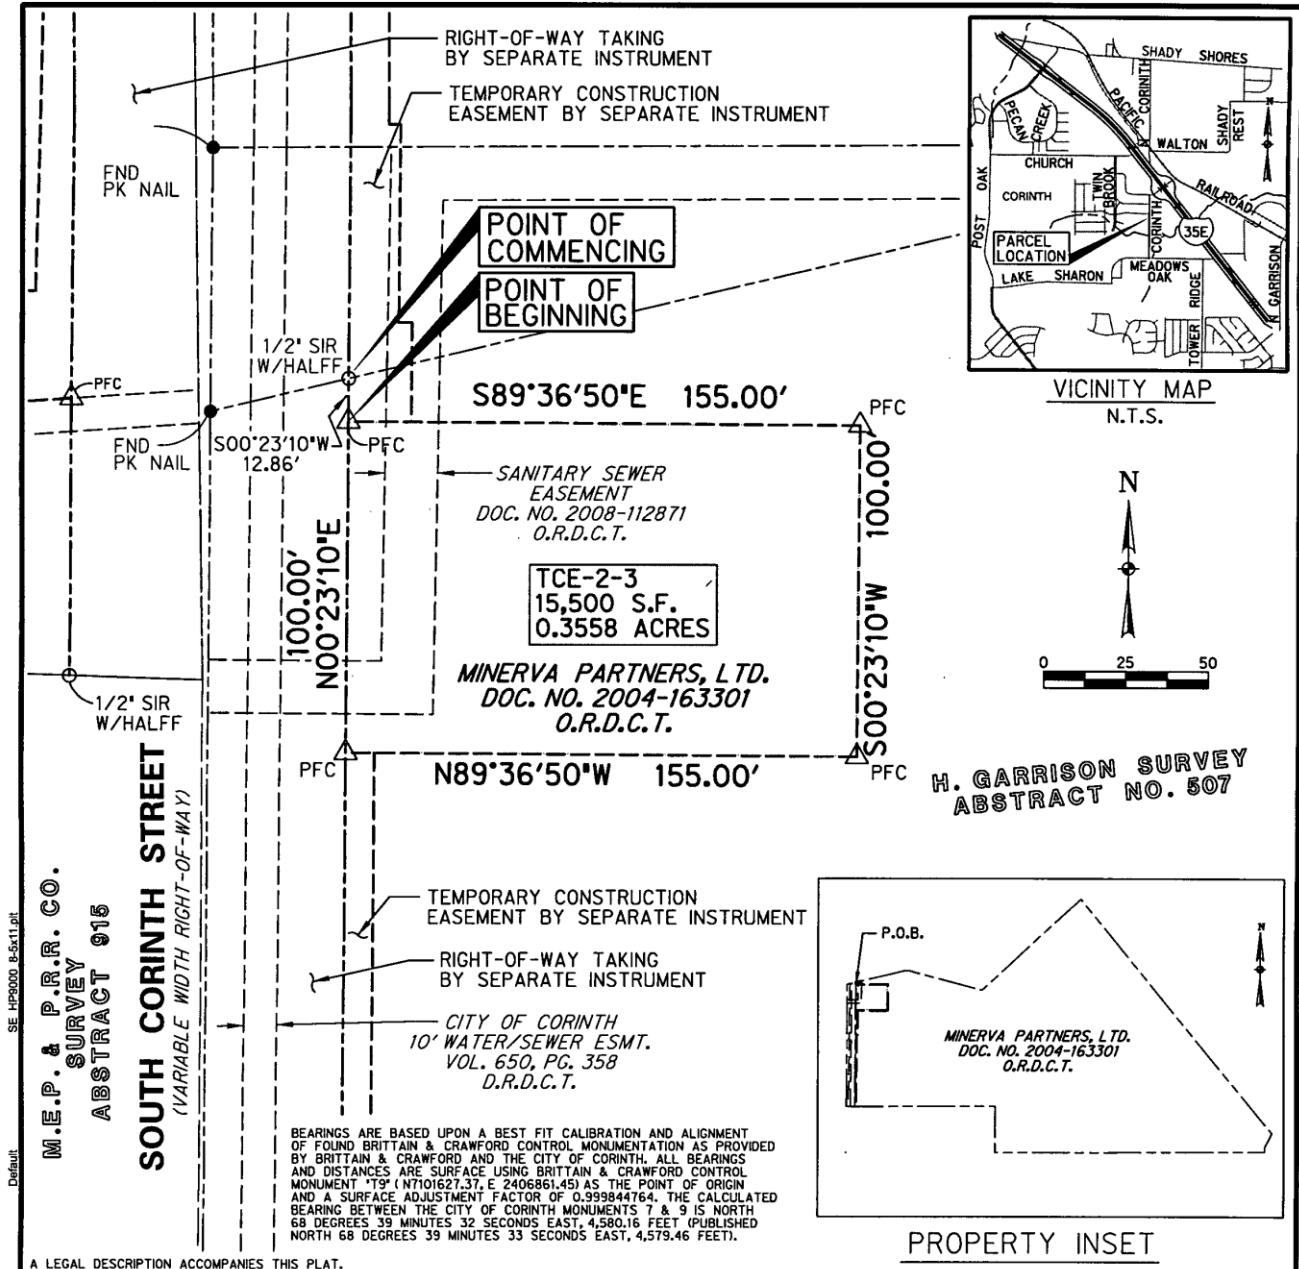 RIGHT-OF-WAY TAKING
BY SEPARATE INSTRUMENT
TEMPORARY CONSTRUCTION
EASEMENT BY SEPARATE INSTRUMENT
FND
PK NAIL
POINT OF
COMMENCING
POINT OF
BEGINNING
1/2" SIR
W/HALFF
PFC
FND
PK NAIL
S00°23'10"W
12.86'
PFC
S89°36'50"E 155.00'
PFC
SANITARY SEWER
EASEMENT
DOC. NO. 2008-112871
O.R.D.C.T.
100.00'
N00°23'10"E
100.00'
S00°23'10"W
TCE-2-3
15,500 S.F.
0.3558 ACRES
MINERVA PARTNERS, LTD.
DOC. NO. 2004-163301
O.R.D.C.T.
1/2" SIR
W/HALFF
PFC
N89°36'50"W 155.00'
PFC
SHADY SHORES
CORINTH
N
PACIFIC
PECAN
CREEK
WALTON
SHADY
REST
N
CHURCH
POST OAK
CORINTH
TWIN
BROOK
RAILROAD
CORINTH
35E
PARCEL
LOCATION
LAKE SHARON
MEADOWS
OAK
TOWER RIDGE
N GARRISON
VICINITY MAP
N.T.S.
N
0 25 50
H. GARRISON SURVEY
ABSTRACT NO. 507
M.E.P. & P.R.R. CO.
SURVEY
ABSTRACT 915
SOUTH CORINTH STREET
(VARIABLE WIDTH RIGHT-OF-WAY)
TEMPORARY CONSTRUCTION
EASEMENT BY SEPARATE INSTRUMENT
RIGHT-OF-WAY TAKING
BY SEPARATE INSTRUMENT
CITY OF CORINTH
10' WATER/SEWER ESMT.
VOL. 650, PG. 358
D.R.D.C.T.
P.O.B.
N
MINERVA PARTNERS, LTD.
DOC. NO. 2004-163301
O.R.D.C.T.
PROPERTY INSET
BEARINGS ARE BASED UPON A BEST FIT CALIBRATION AND ALIGNMENT
OF FOUND BRITTAIN & CRAWFORD CONTROL MONUMENTATION AS PROVIDED
BY BRITTAIN & CRAWFORD AND THE CITY OF CORINTH. ALL BEARINGS
AND DISTANCES ARE SURFACE USING BRITTAIN & CRAWFORD CONTROL
MONUMENT "T9" (N7101627.37, E 2406861.45) AS THE POINT OF ORIGIN
AND A SURFACE ADJUSTMENT FACTOR OF 0.999844764. THE CALCULATED
BEARING BETWEEN THE CITY OF CORINTH MONUMENTS 7 & 9 IS NORTH
68 DEGREES 39 MINUTES 32 SECONDS EAST, 4,580.16 FEET (PUBLISHED
NORTH 68 DEGREES 39 MINUTES 33 SECONDS EAST, 4,579.46 FEET).
A LEGAL DESCRIPTION ACCOMPANIES THIS PLAT.
Default
SE_HP9000_8-5x11.plt